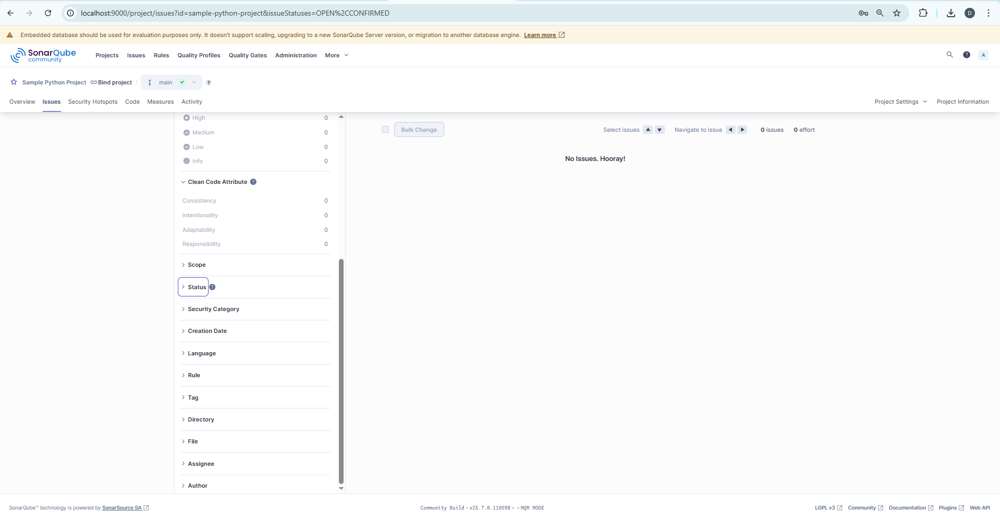 localhost:9000/project/issues?id=sample-python-project&issueStatuses=OPEN%2CCONFIRMED
D
Embedded database should be used for evaluation purposes only. It doesn't support scaling, upgrading to a new SonarQube Server version, or migration to another database engine. Learn more
SonarQube community Projects Issues Rules Quality Profiles Quality Gates Administration More ? A
Sample Python Project Bind project / main ?
Overview Issues Security Hotspots Code Measures Activity Project Settings Project Information
High 0
Bulk Change Select issues Navigate to issue 0 issues 0 effort
Medium 0
Low 0
Info 0
No Issues. Hooray!
Clean Code Attribute ?
Consistency 0
Intentionality 0
Adaptability 0
Responsibility 0
Scope
Status ?
Security Category
Creation Date
Language
Rule
Tag
Directory
File
Assignee
Author
SonarQube™ technology is powered by SonarSource SA Community Build • v25.7.0.110598 • • MQR MODE LGPL v3 Community Documentation Plugins Web API